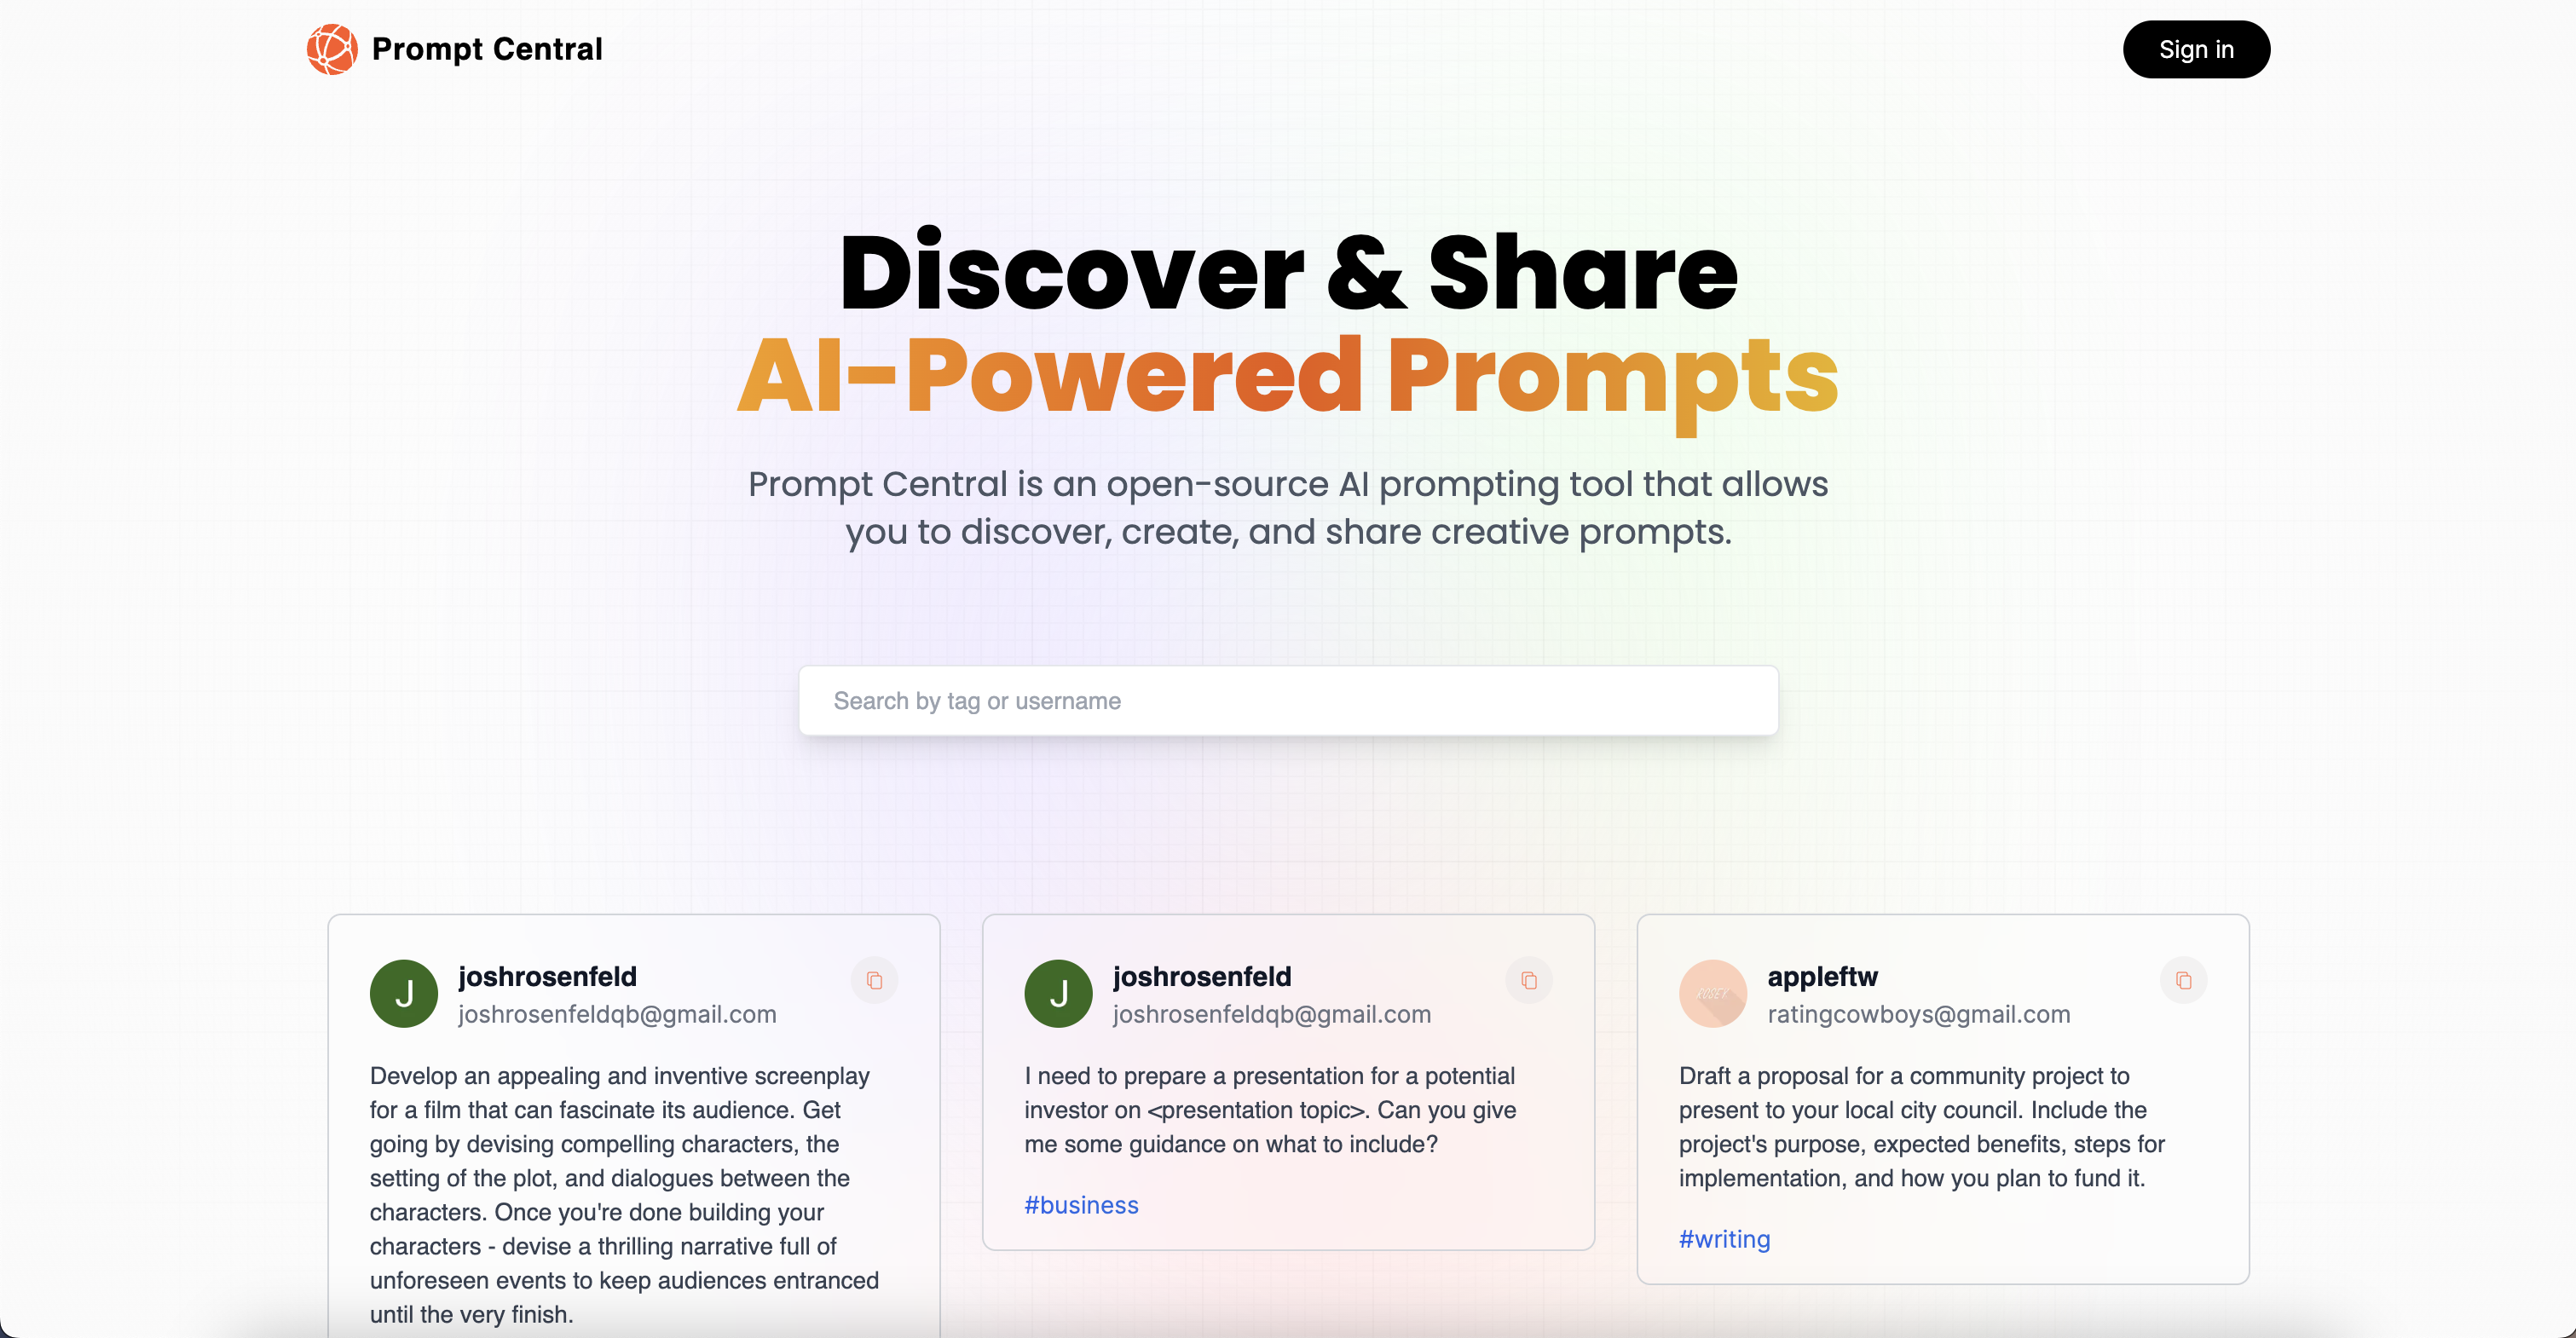 Prompt Central
Sign in
Discover & Share
AI-Powered Prompts
Prompt Central is an open-source AI prompting tool that allows
you to discover, create, and share creative prompts.
Search by tag or username
J
joshrosenfeld
joshrosenfeldqb@gmail.com
Develop an appealing and inventive screenplay
for a film that can fascinate its audience. Get
going by devising compelling characters, the
setting of the plot, and dialogues between the
characters. Once you're done building your
characters - devise a thrilling narrative full of
unforeseen events to keep audiences entranced
until the very finish.
J
joshrosenfeld
joshrosenfeldqb@gmail.com
I need to prepare a presentation for a potential
investor on <presentation topic>. Can you give
me some guidance on what to include?
#business
ROSEY
appleftw
ratingcowboys@gmail.com
Draft a proposal for a community project to
present to your local city council. Include the
project's purpose, expected benefits, steps for
implementation, and how you plan to fund it.
#writing